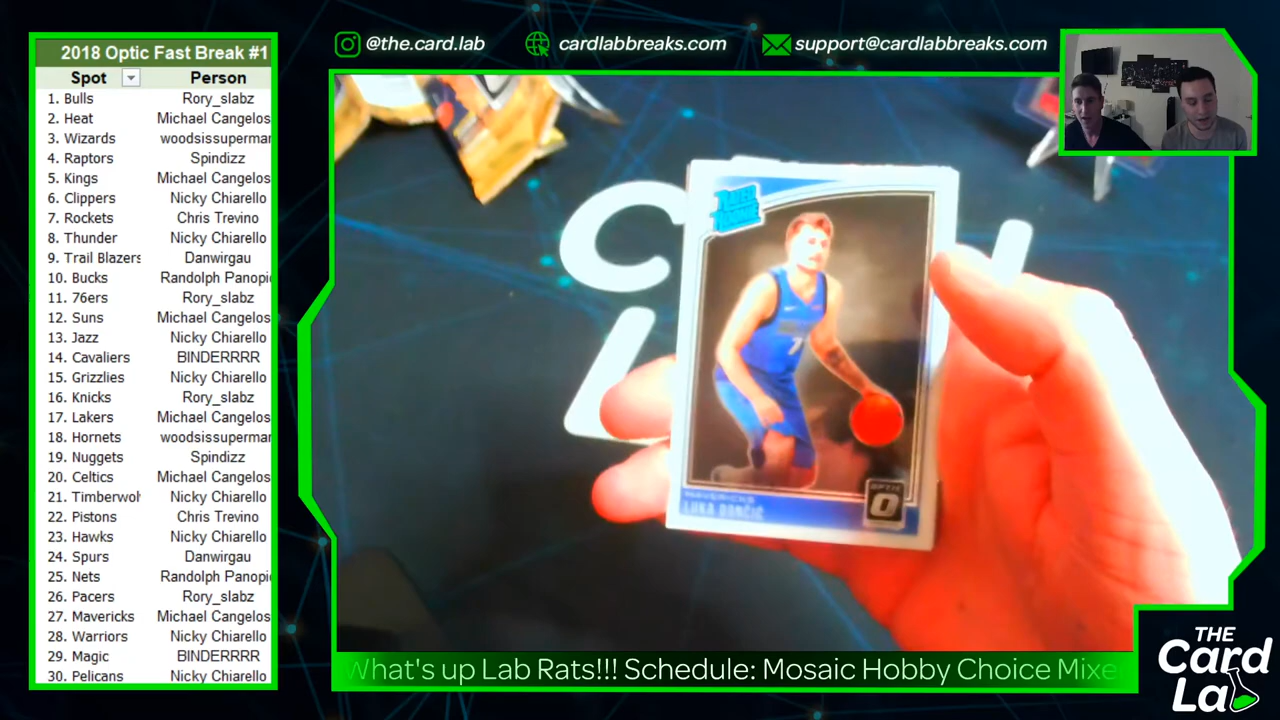 2018 Optic Fast Break #1
Spot Person
1. Bulls Rory_slabz
2. Heat Michael Cangelos
3. Wizards woodsissuperman
4. Raptors Spindizz
5. Kings Michael Cangelos
6. Clippers Nicky Chiarello
7. Rockets Chris Trevino
8. Thunder Nicky Chiarello
9. Trail Blazers Danwirgau
10. Bucks Randolph Panopi
11. 76ers Rory_slabz
12. Suns Michael Cangelos
13. Jazz Nicky Chiarello
14. Cavaliers BINDERRRR
15. Grizzlies Nicky Chiarello
16. Knicks Rory_slabz
17. Lakers Michael Cangelos
18. Hornets woodsissuperman
19. Nuggets Spindizz
20. Celtics Michael Cangelos
21. Timberwol Nicky Chiarello
22. Pistons Chris Trevino
23. Hawks Nicky Chiarello
24. Spurs Danwirgau
25. Nets Randolph Panopi
26. Pacers Rory_slabz
27. Mavericks Michael Cangelos
28. Warriors Nicky Chiarello
29. Magic BINDERRRR
30. Pelicans Nicky Chiarello
@the.card.lab cardlabbreaks.com support@cardlabbreaks.com
Rated
Rookie
7
OPTIC
MAVERICKS
LUKA DONČIĆ
What's up Lab Rats!!! Schedule: Mosaic Hobby Choice Mixe
THE
Card
Lab